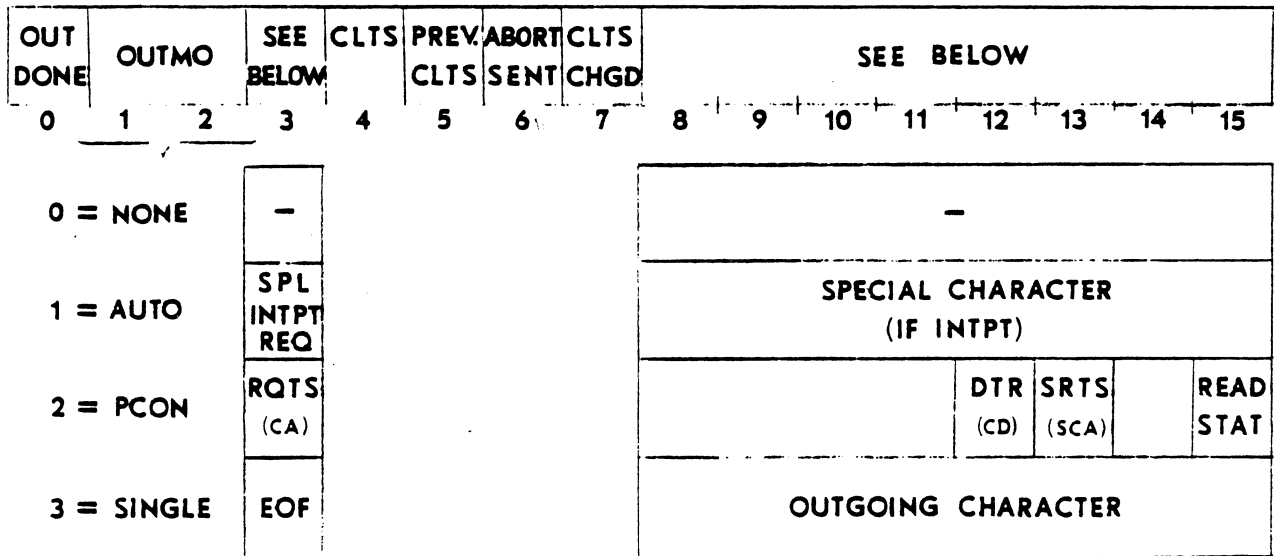 OUT DONE OUTMO SEE BELOW CLTS PREV. CLTS ABORT SENT CLTS CHGD SEE BELOW
0 1 2 3 4 5 6 7 8 9 10 11 12 13 14 15
0 = NONE – –
1 = AUTO SPL INTPT REQ SPECIAL CHARACTER (IF INTPT)
2 = PCON RQTS (CA) DTR (CD) SRTS (SCA) READ STAT
3 = SINGLE EOF OUTGOING CHARACTER